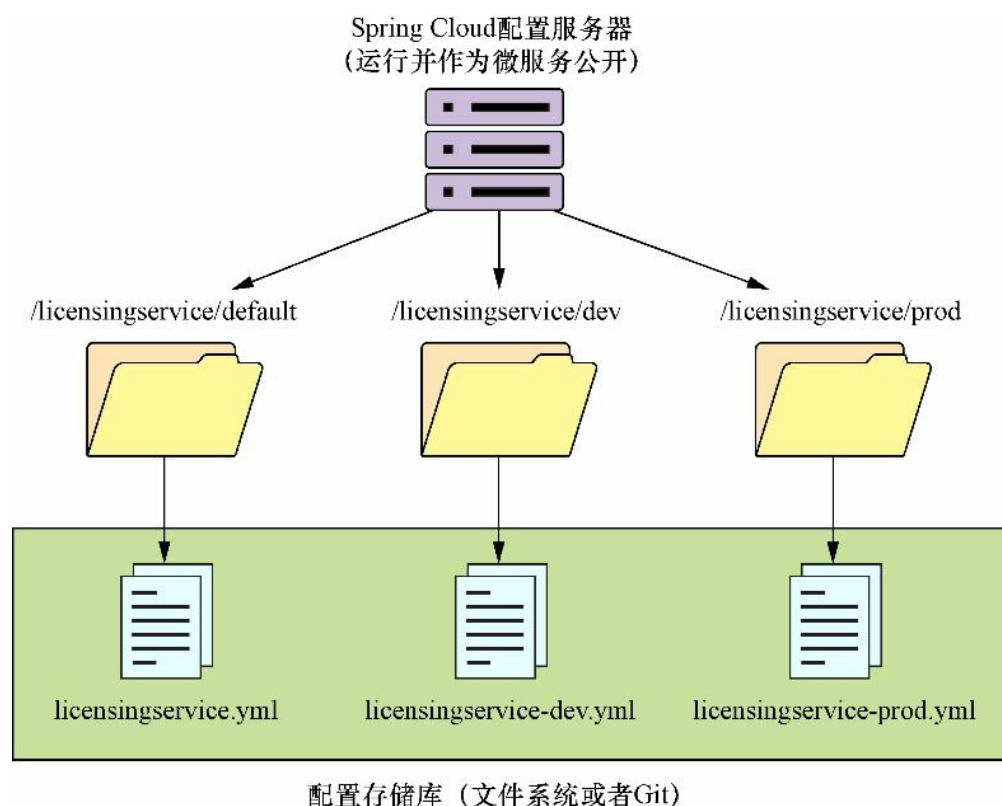 Spring Cloud配置服务器
(运行并作为微服务公开)
/licensingservice/default
/licensingservice/dev
/licensingservice/prod
licensingservice.yml
licensingservice-dev.yml
licensingservice-prod.yml
配置存储库（文件系统或者Git）